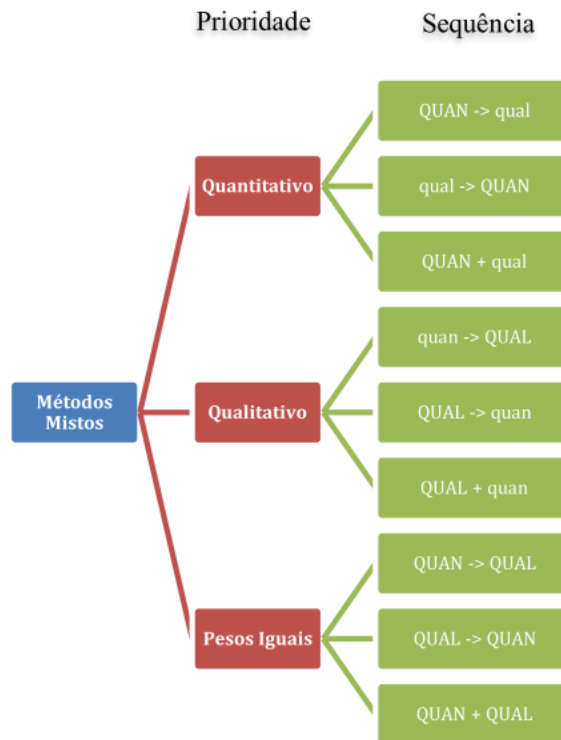 Prioridade
Sequência
QUAN -> qual
Quantitativo
qual -> QUAN
QUAN + qual
quan -> QUAL
Métodos
Mistos
Qualitativo
QUAL -> quan
QUAL + quan
QUAN -> QUAL
Pesos Iguais
QUAL -> QUAN
QUAN + QUAL